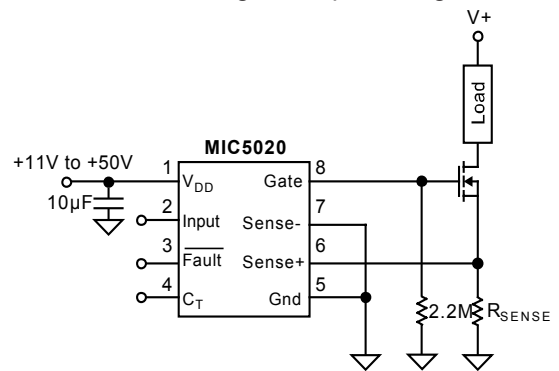 V+
Load
MIC5020
+11V to +50V
10µF
1
VDD
2
Input
3
Fault
4
CT
8
Gate
7
Sense-
6
Sense+
5
Gnd
2.2M
RSENSE